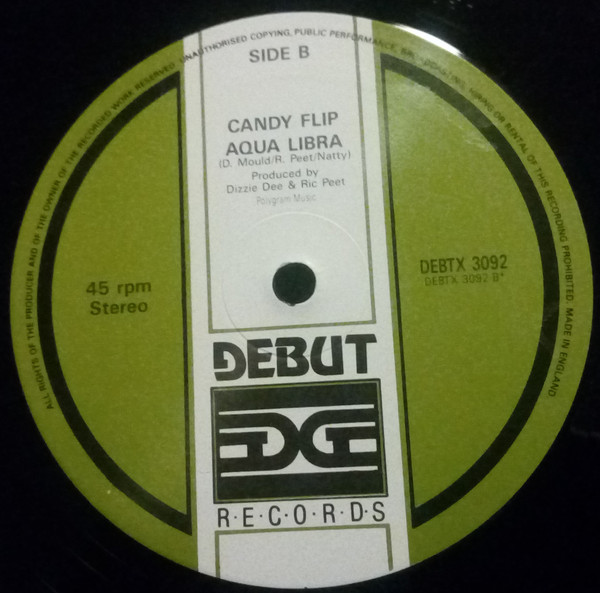 ALL RIGHTS OF THE PRODUCER AND OF THE OWNER OF THE RECORDED WORK RESERVED. UNAUTHORISED COPYING, PUBLIC PERFORMANCE, BROADCASTING, HIRING OR RENTAL OF THIS RECORDING PROHIBITED. MADE IN ENGLAND.
SIDE B
CANDY FLIP
AQUA LIBRA
(D. Mould/R. Peet/Natty)
Produced by
Dizzie Dee & Ric Peet
Polygram Music
45 rpm
Stereo
DEBTX 3092
DEBTX 3092 B*
DEBUT
R·E·C·O·R·D·S